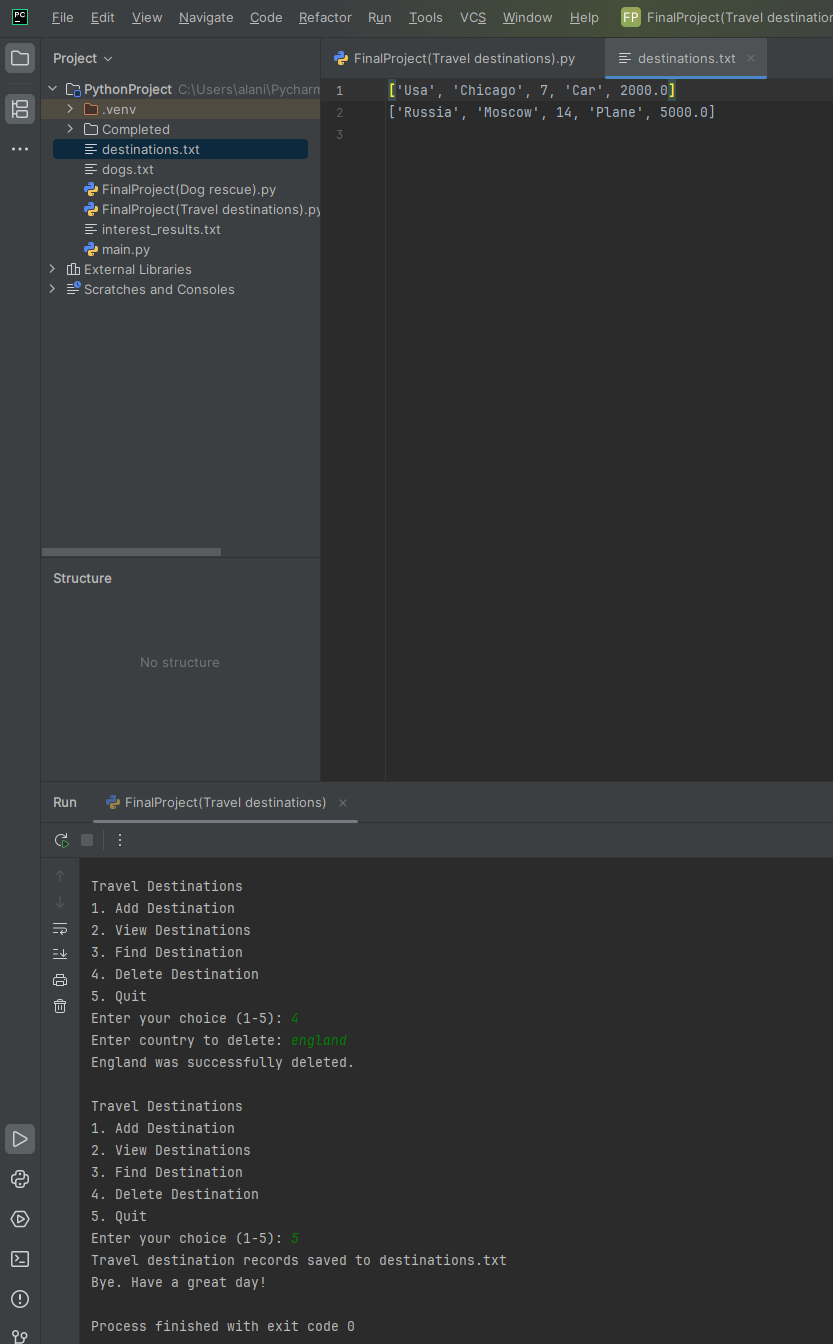 PC File Edit View Navigate Code Refactor Run Tools VCS Window Help FP FinalProject(Travel destination
Project
FinalProject(Travel destinations).py destinations.txt
PythonProject C:\Users\alani\Pycharm
.venv
Completed
destinations.txt
dogs.txt
FinalProject(Dog rescue).py
FinalProject(Travel destinations).py
interest_results.txt
main.py
External Libraries
Scratches and Consoles
1 ['Usa', 'Chicago', 7, 'Car', 2000.0]
2 ['Russia', 'Moscow', 14, 'Plane', 5000.0]
3
Structure
No structure
Run FinalProject(Travel destinations)
Travel Destinations
1. Add Destination
2. View Destinations
3. Find Destination
4. Delete Destination
5. Quit
Enter your choice (1-5): 4
Enter country to delete: england
England was successfully deleted.
Travel Destinations
1. Add Destination
2. View Destinations
3. Find Destination
4. Delete Destination
5. Quit
Enter your choice (1-5): 5
Travel destination records saved to destinations.txt
Bye. Have a great day!
Process finished with exit code 0